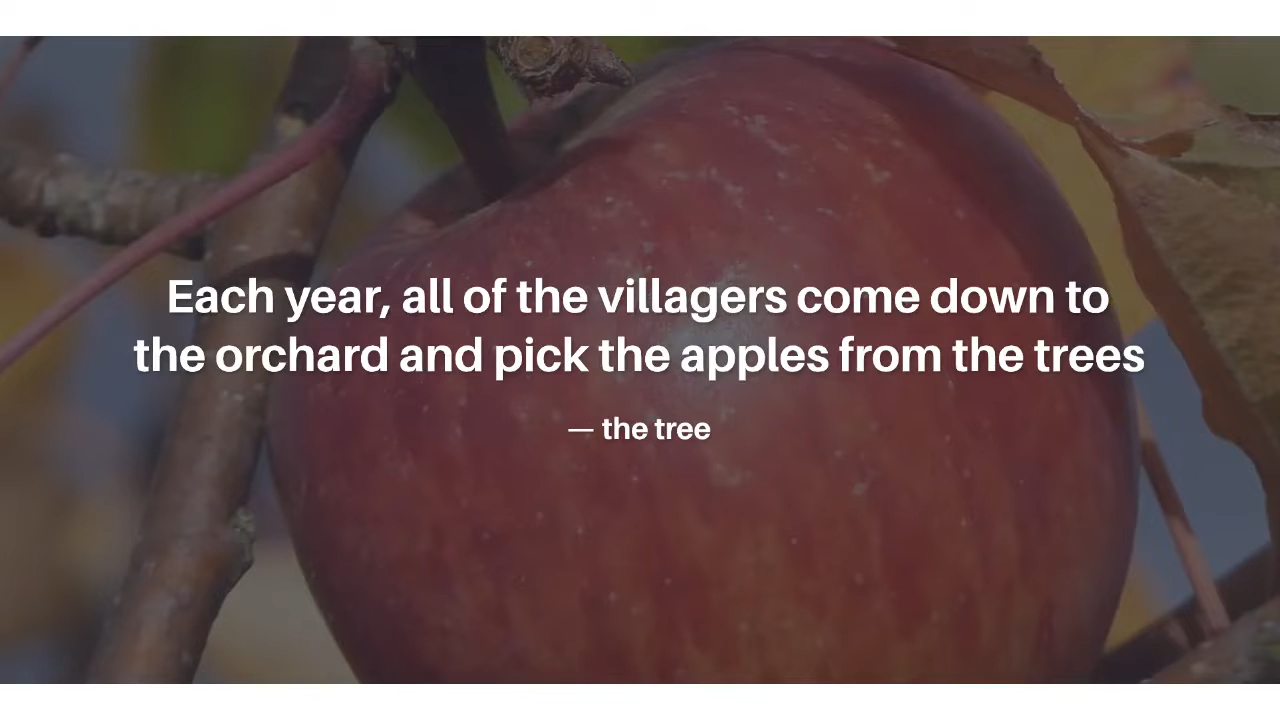 Each year, all of the villagers come down to
the orchard and pick the apples from the trees
— the tree